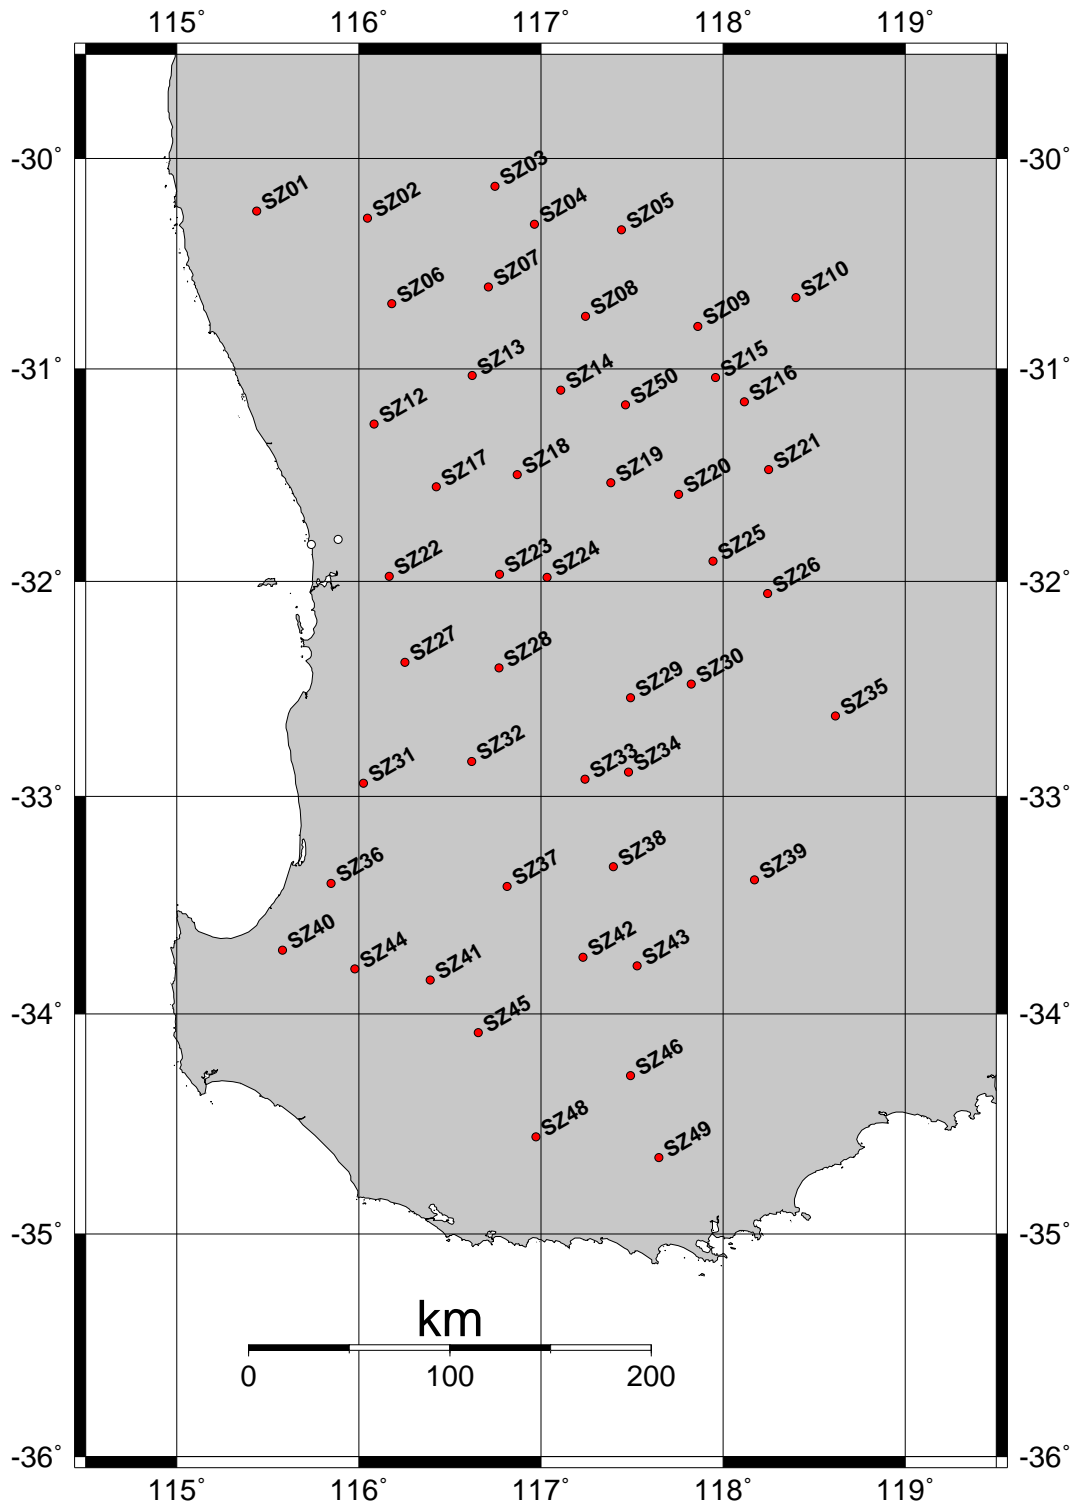 115° 116° 117° 118° 119°
-30° -30°
SZ03
SZ01 SZ02 SZ04 SZ05
SZ06 SZ07 SZ08 SZ09 SZ10
-31° -31°
SZ13 SZ14 SZ50 SZ15 SZ16
SZ12
SZ17 SZ18 SZ19 SZ20 SZ21
SZ22 SZ23 SZ24 SZ25
-32° -32°
SZ26
SZ27 SZ28 SZ29 SZ30 SZ35
SZ31 SZ32 SZ33 SZ34
-33° -33°
SZ36 SZ37 SZ38 SZ39
SZ40 SZ44 SZ41 SZ42 SZ43
-34° -34°
SZ45
SZ46
SZ48 SZ49
-35° -35°
km
0 100 200
-36° -36°
115° 116° 117° 118° 119°